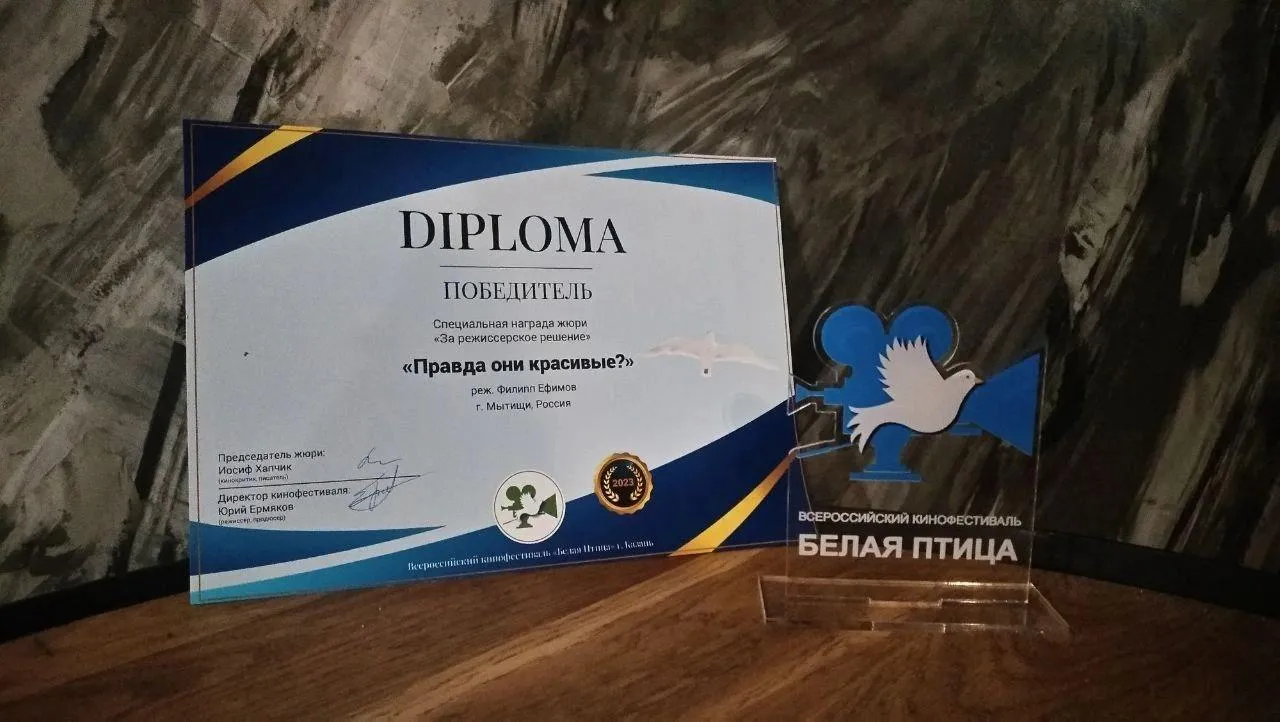 DIPLOMA
ПОБЕДИТЕЛЬ
Специальная награда жюри
«За режиссерское решение»
«Правда они красивые?»
реж. Филипп Ефимов
г. Мытищи, Россия
Председатель жюри:
Иосиф Хапчик
(кинокритик, писатель)
Директор кинофестиваля:
Юрий Ермяков
(режиссер, продюсер)
2023
Всероссийский кинофестиваль «Белая Птица» г. Казань
ВСЕРОССИЙСКИЙ КИНОФЕСТИВАЛЬ
БЕЛАЯ ПТИЦА